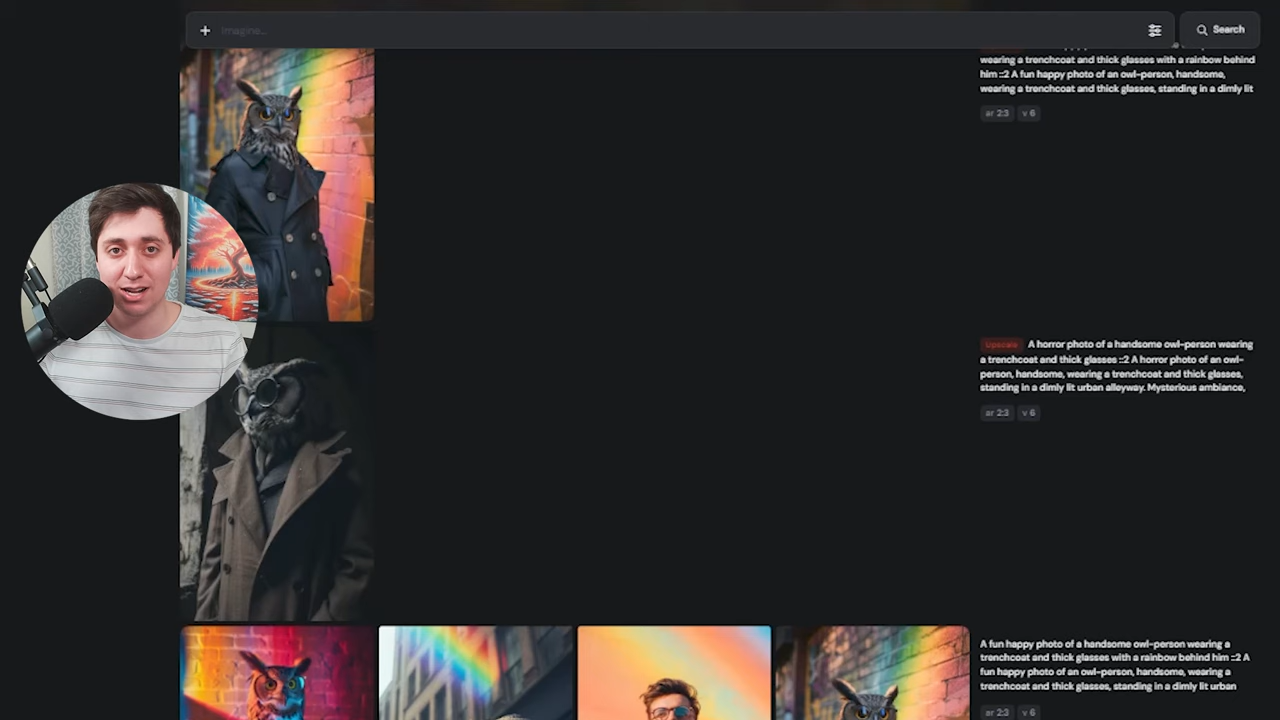 Imagine...
Search
wearing a trenchcoat and thick glasses with a rainbow behind
him ::2 A fun happy photo of an owl-person, handsome,
wearing a trenchcoat and thick glasses, standing in a dimly lit
ar 2:3 v 6
Upscale A horror photo of a handsome owl-person wearing
a trenchcoat and thick glasses ::2 A horror photo of an owl-
person, handsome, wearing a trenchcoat and thick glasses,
standing in a dimly lit urban alleyway. Mysterious ambiance,
ar 2:3 v 6
A fun happy photo of a handsome owl-person wearing a
trenchcoat and thick glasses with a rainbow behind him ::2 A
fun happy photo of an owl-person, handsome, wearing a
trenchcoat and thick glasses, standing in a dimly lit urban
ar 2:3 v 6